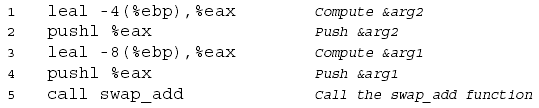 1 leal -4(%ebp),%eax Compute &arg2
2 pushl %eax Push &arg2
3 leal -8(%ebp),%eax Compute &arg1
4 pushl %eax Push &arg1
5 call swap_add Call the swap_add function